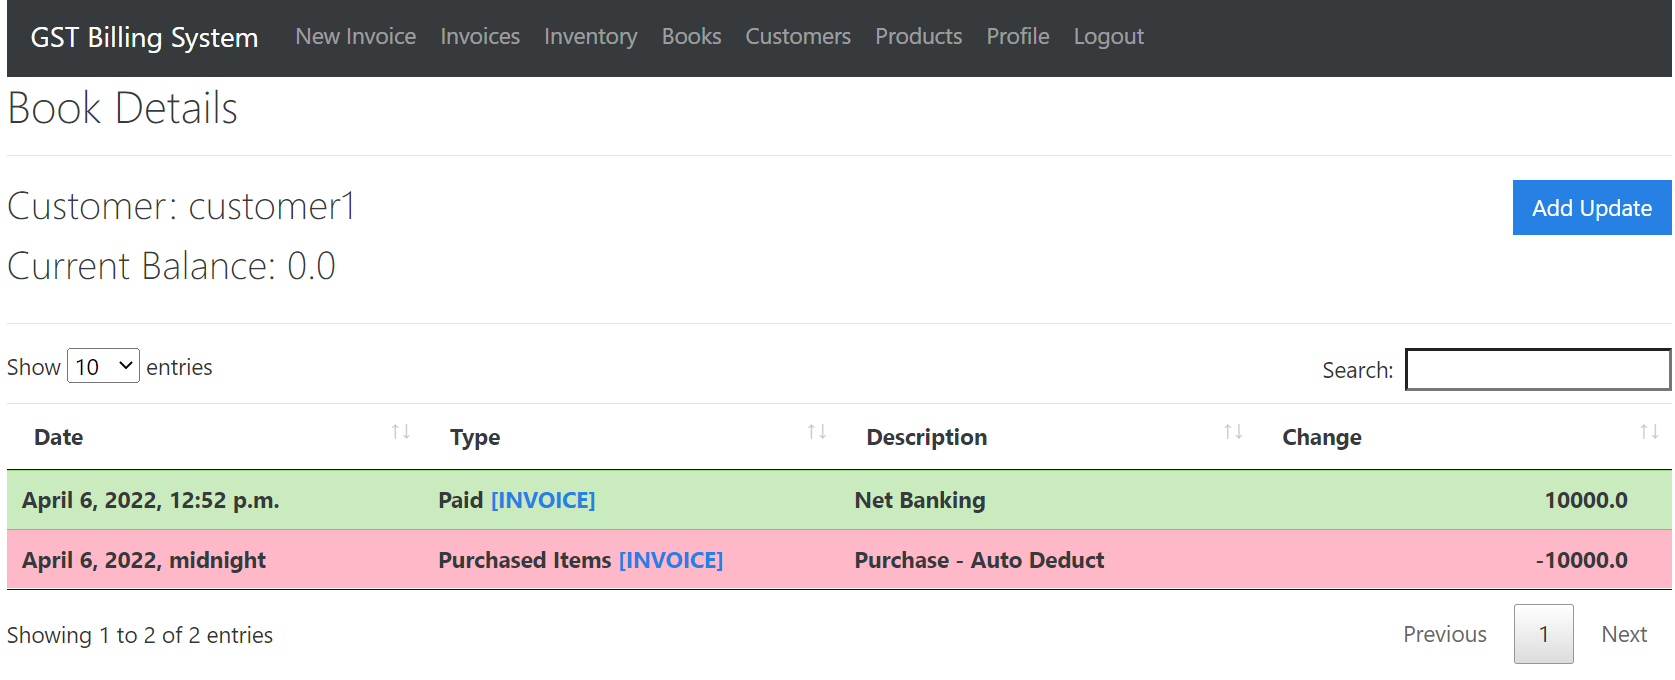 GST Billing System New Invoice Invoices Inventory Books Customers Products Profile Logout
Book Details
Customer: customer1
Add Update
Current Balance: 0.0
Show 10 entries
Search:
Date Type Description Change
April 6, 2022, 12:52 p.m. Paid [INVOICE] Net Banking 10000.0
April 6, 2022, midnight Purchased Items [INVOICE] Purchase - Auto Deduct -10000.0
Showing 1 to 2 of 2 entries
Previous 1 Next